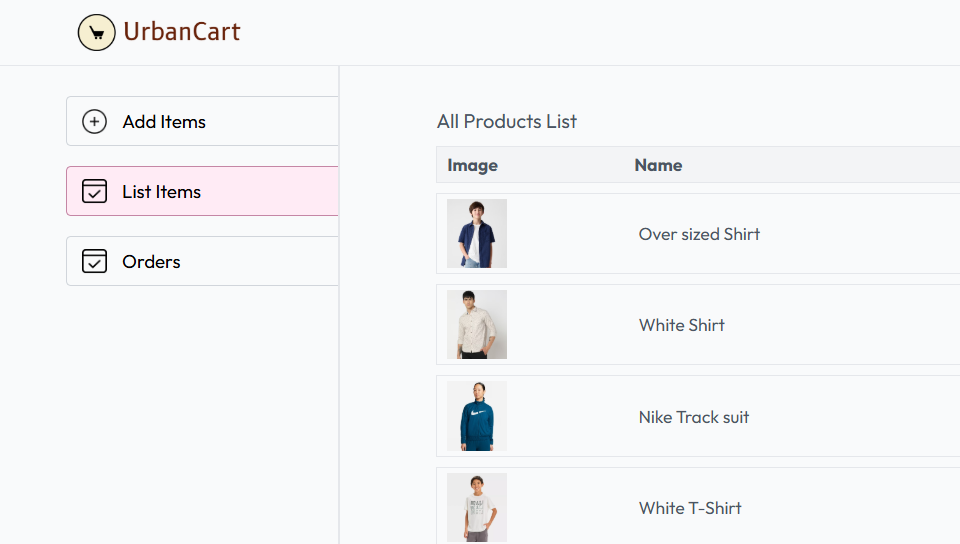 UrbanCart
Add Items
List Items
Orders
All Products List
Image Name
Over sized Shirt
White Shirt
Nike Track suit
White T-Shirt